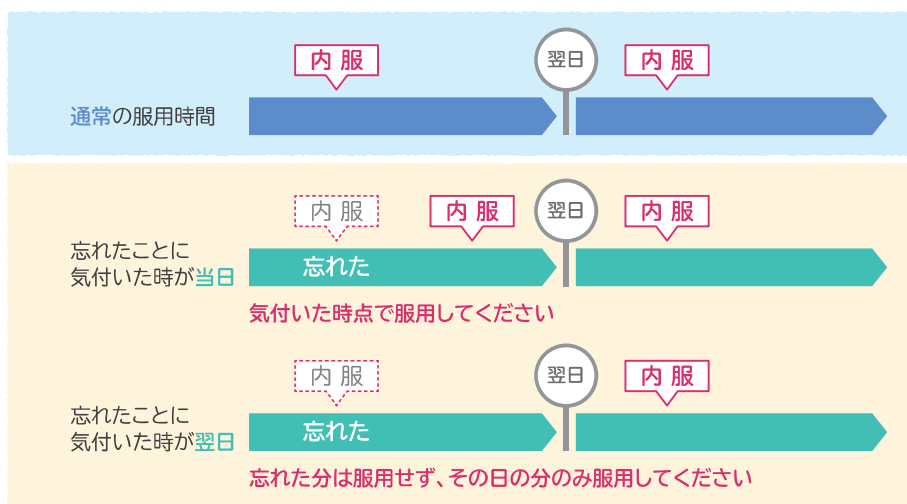 内服
翌日
内服
通常の服用時間
内服
内服
翌日
内服
忘れたことに
気付いた時が当日
忘れた
気付いた時点で服用してください
内服
翌日
内服
忘れたことに
気付いた時が翌日
忘れた
忘れた分は服用せず、その日の分のみ服用してください